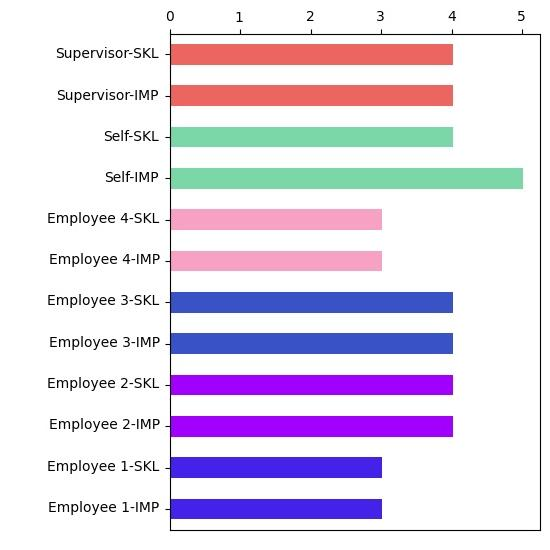 0 1 2 3 4 5
Supervisor-SKL
Supervisor-IMP
Self-SKL
Self-IMP
Employee 4-SKL
Employee 4-IMP
Employee 3-SKL
Employee 3-IMP
Employee 2-SKL
Employee 2-IMP
Employee 1-SKL
Employee 1-IMP